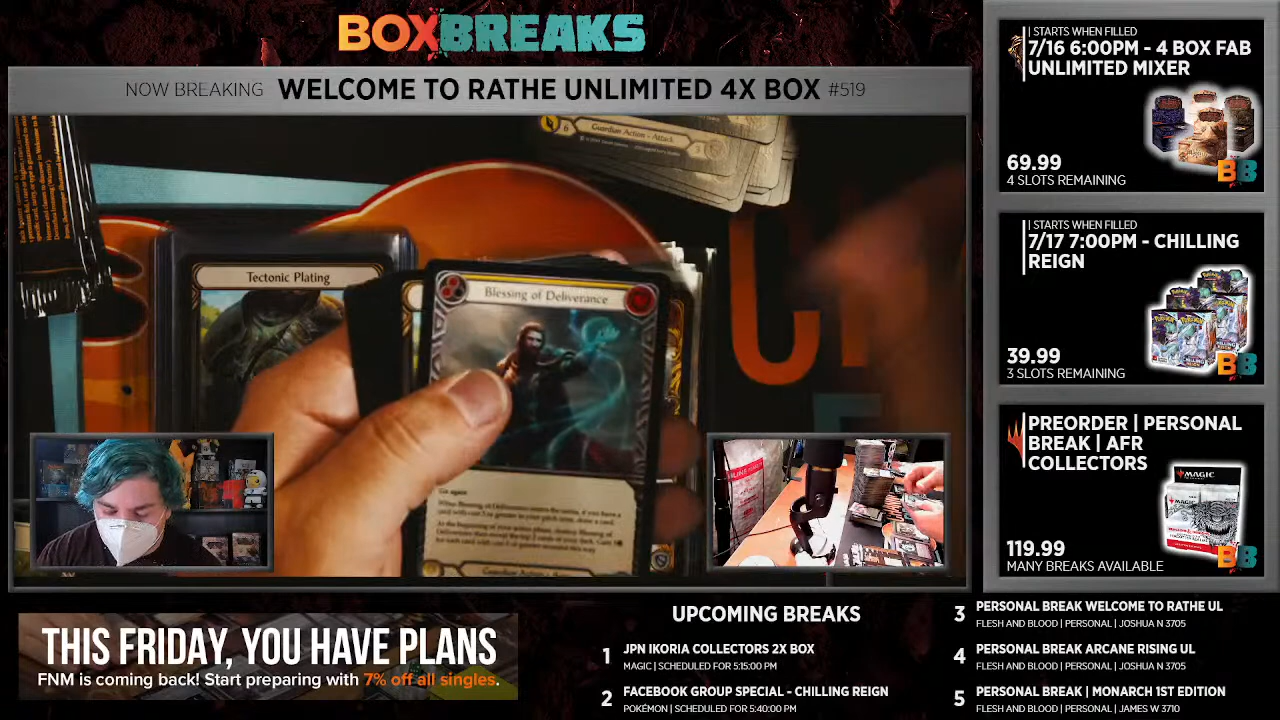 BOXBREAKS
NOW BREAKING WELCOME TO RATHE UNLIMITED 4X BOX #519
6
Guardian Action - Attack
Tectonic Plating
Blessing of Deliverance
Go again
| STARTS WHEN FILLED
7/16 6:00PM - 4 BOX FAB
UNLIMITED MIXER
69.99
4 SLOTS REMAINING
BB
| STARTS WHEN FILLED
7/17 7:00PM - CHILLING
REIGN
39.99
3 SLOTS REMAINING
BB
PREORDER | PERSONAL
BREAK | AFR
COLLECTORS
MAGIC
119.99
MANY BREAKS AVAILABLE
BB
THIS FRIDAY, YOU HAVE PLANS
FNM is coming back! Start preparing with 7% off all singles.
UPCOMING BREAKS
1 JPN IKORIA COLLECTORS 2X BOX
MAGIC | SCHEDULED FOR 5:15:00 PM
2 FACEBOOK GROUP SPECIAL - CHILLING REIGN
POKÉMON | SCHEDULED FOR 5:40:00 PM
3 PERSONAL BREAK WELCOME TO RATHE UL
FLESH AND BLOOD | PERSONAL | JOSHUA N 3705
4 PERSONAL BREAK ARCANE RISING UL
FLESH AND BLOOD | PERSONAL | JOSHUA N 3705
5 PERSONAL BREAK | MONARCH 1ST EDITION
FLESH AND BLOOD | PERSONAL | JAMES W 3710